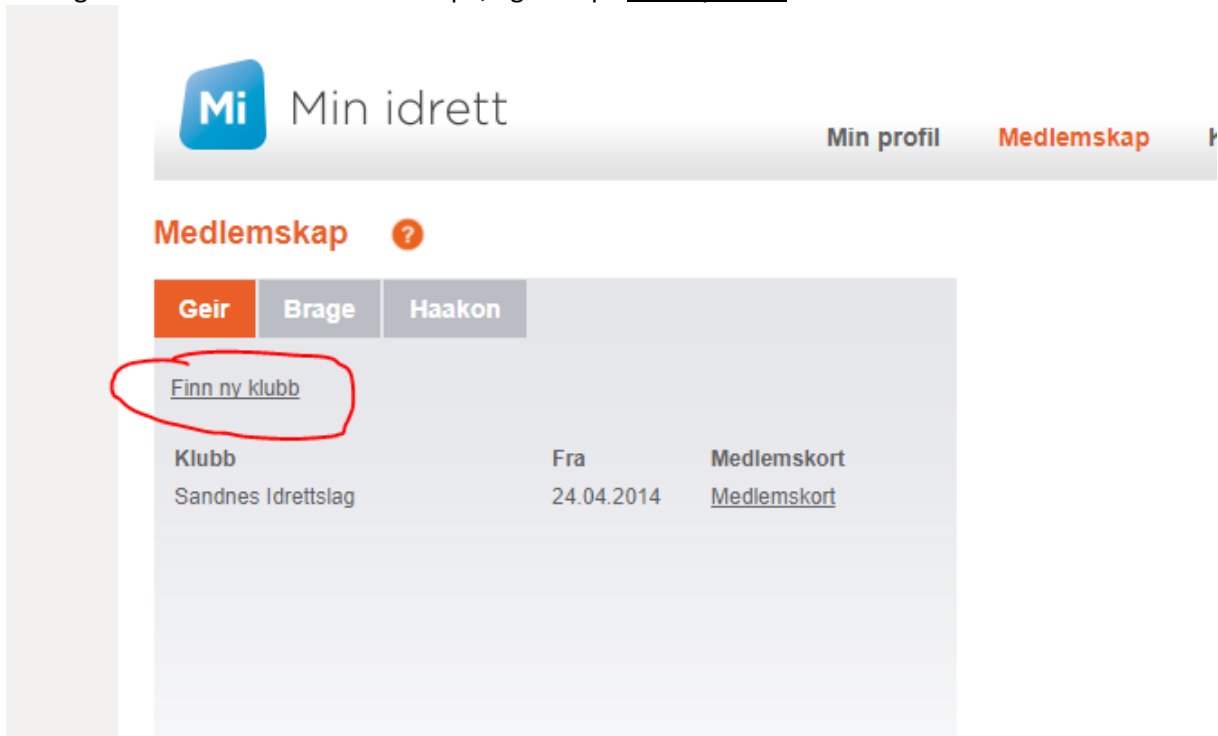 Mi Min idrett
Min profil Medlemskap
Medlemskap ?
Geir Brage Haakon
Finn ny klubb
Klubb Fra Medlemskort
Sandnes Idrettslag 24.04.2014 Medlemskort